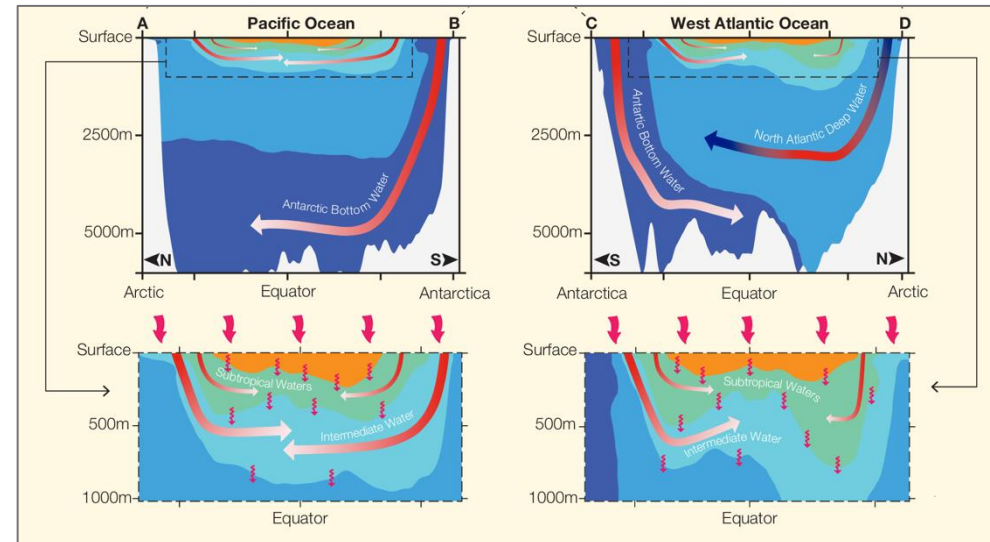 A Pacific Ocean B
C West Atlantic Ocean D
Surface
2500m
5000m
Antarctic Bottom Water
N
S
Arctic Equator Antarctica
Surface
2500m
5000m
Antartic Bottom Water
North Atlantic Deep Water
S
N
Antarctica Equator Arctic
Surface
500m
1000m
Subtropical Waters
Intermediate Water
Equator
Surface
500m
1000m
Subtropical Waters
Intermediate Water
Equator